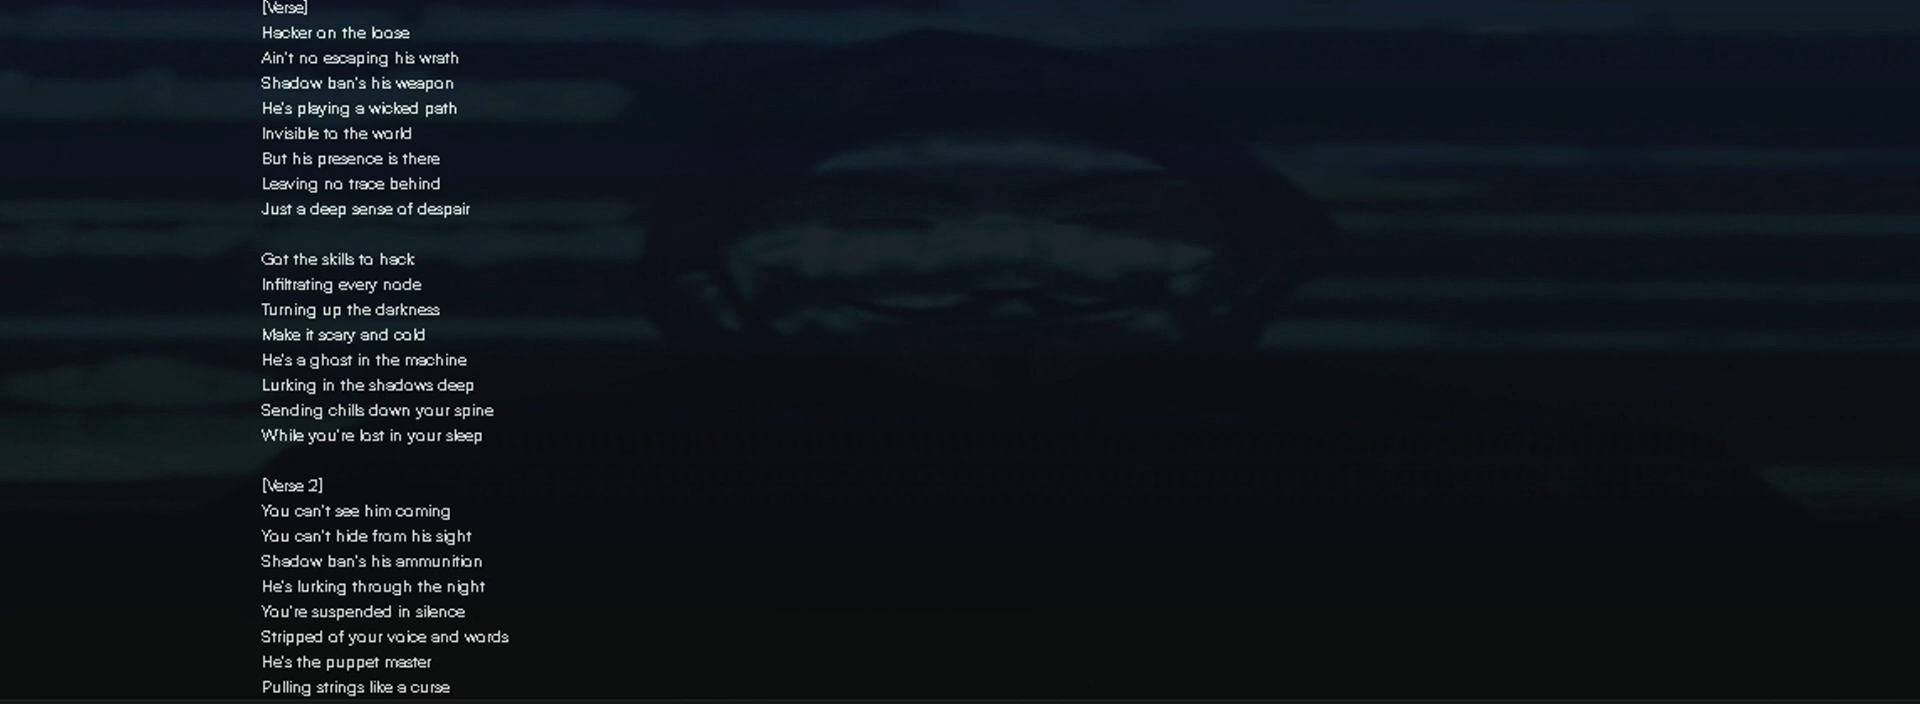 [Verse]
Hacker on the loose
Ain't no escaping his wrath
Shadow ban's his weapon
He's playing a wicked path
Invisible to the world
But his presence is there
Leaving no trace behind
Just a deep sense of despair
Got the skills to hack
Infiltrating every node
Turning up the darkness
Make it scary and cold
He's a ghost in the machine
Lurking in the shadows deep
Sending chills down your spine
While you're lost in your sleep
[Verse 2]
You can't see him coming
You can't hide from his sight
Shadow ban's his ammunition
He's lurking through the night
You're suspended in silence
Stripped of your voice and words
He's the puppet master
Pulling strings like a curse